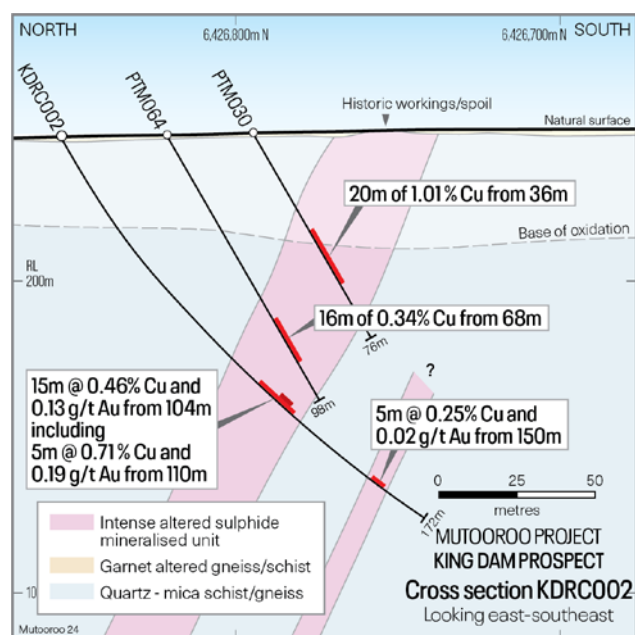 NORTH
6,426,800m N
6,426,700m N
SOUTH
KDRC002
PTM064
PTM030
Historic workings/spoil
Natural surface
20m of 1.01% Cu from 36m
Base of oxidation
RL
200m
16m of 0.34% Cu from 68m
76m
?
15m @ 0.46% Cu and
0.13 g/t Au from 104m
including
5m @ 0.71% Cu and
0.19 g/t Au from 110m
98m
5m @ 0.25% Cu and
0.02 g/t Au from 150m
172m
0
25
50
metres
Intense altered sulphide
mineralised unit
Garnet altered gneiss/schist
Quartz - mica schist/gneiss
MUTOOROO PROJECT
KING DAM PROSPECT
Cross section KDRC002
Looking east-southeast
Mutooroo 24